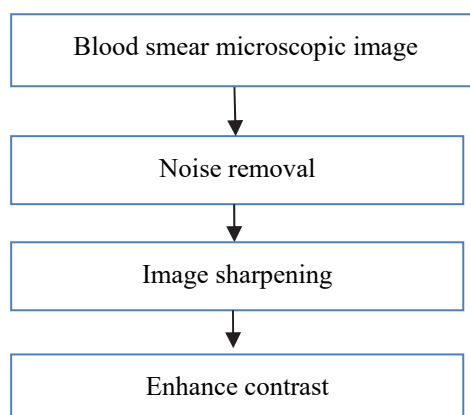 Blood smear microscopic image
Noise removal
Image sharpening
Enhance contrast